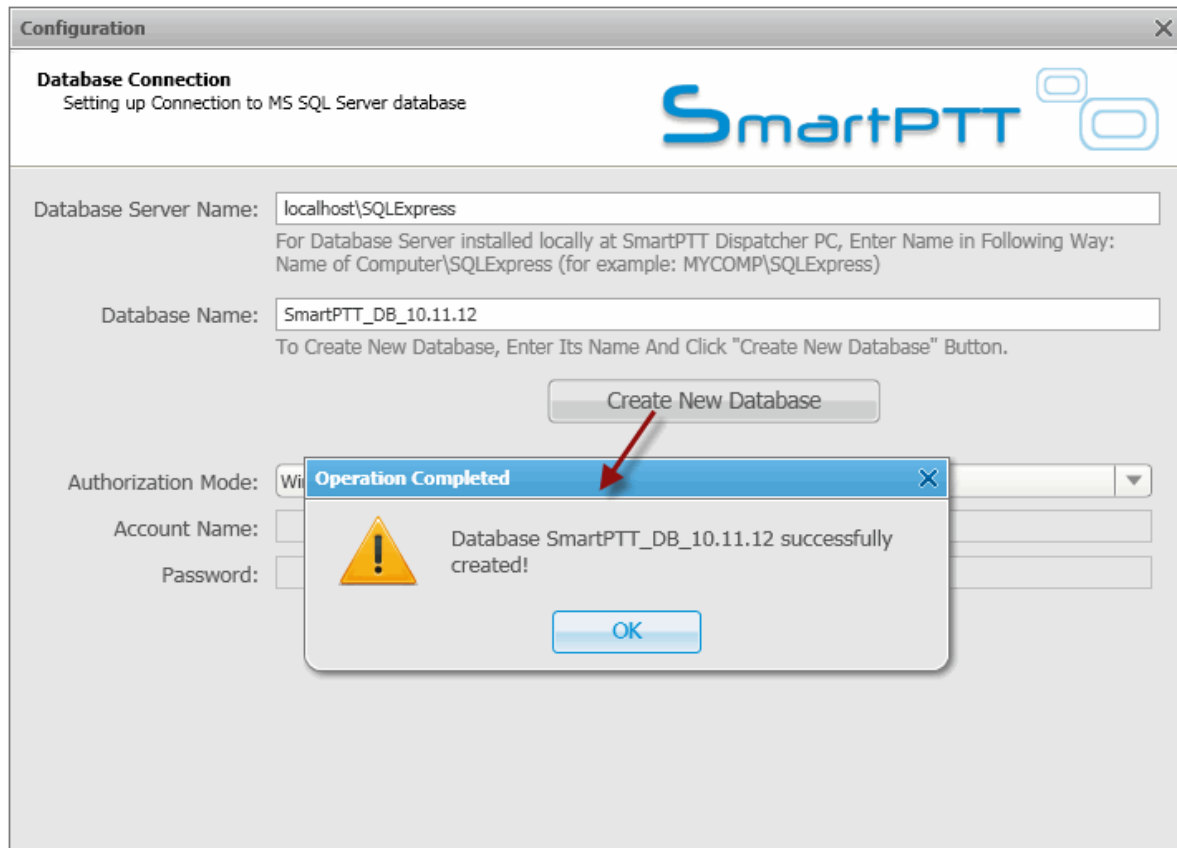 Configuration
Database Connection
Setting up Connection to MS SQL Server database
SmartPTT
Database Server Name:
localhost\SQLExpress
For Database Server installed locally at SmartPTT Dispatcher PC, Enter Name in Following Way:
Name of Computer\SQLExpress (for example: MYCOMP\SQLExpress)
Database Name:
SmartPTT_DB_10.11.12
To Create New Database, Enter Its Name And Click "Create New Database" Button.
Create New Database
Authorization Mode:
Account Name:
Password:
Operation Completed
Database SmartPTT_DB_10.11.12 successfully
created!
OK